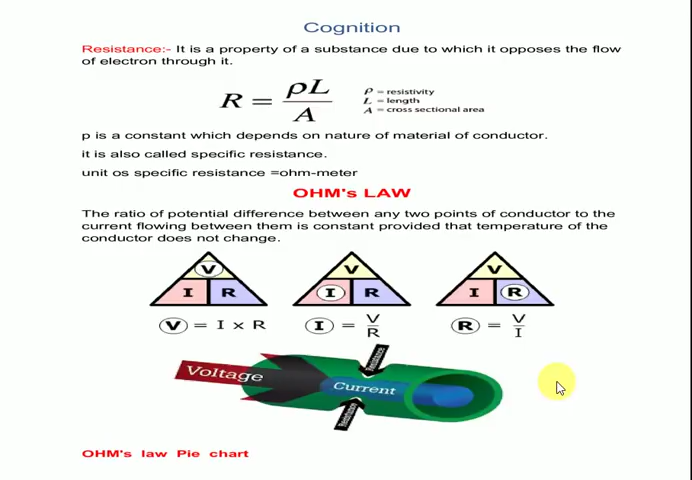 Cognition
Resistance:- It is a property of a substance due to which it opposes the flow
of electron through it.
R = ρL / A
ρ = resistivity
L = length
A = cross sectional area
p is a constant which depends on nature of material of conductor.
it is also called specific resistance.
unit os specific resistance =ohm-meter
OHM's LAW
The ratio of potential difference between any two points of conductor to the
current flowing between them is constant provided that temperature of the
conductor does not change.
V V V
I R I R I R
V = I x R I = V/R R = V/I
Voltage
Current
Resistance
Resistance
OHM's law Pie chart